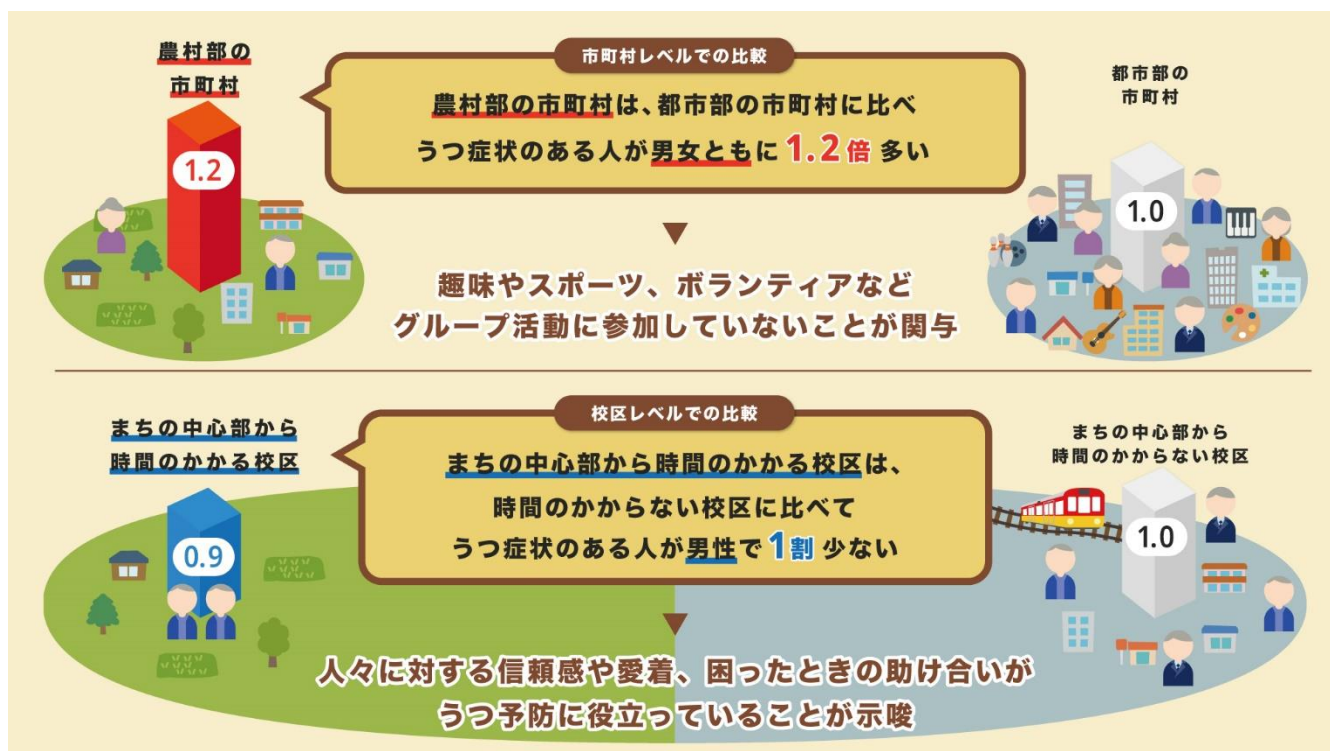 農村部の
市町村
1.2
市町村レベルでの比較
農村部の市町村は、都市部の市町村に比べ
うつ症状のある人が男女ともに1.2倍多い
都市部の
市町村
1.0
趣味やスポーツ、ボランティアなど
グループ活動に参加していないことが関与
まちの中心部から
時間のかかる校区
0.9
校区レベルでの比較
まちの中心部から時間のかかる校区は、
時間のかからない校区に比べて
うつ症状のある人が男性で1割少ない
まちの中心部から
時間のかからない校区
1.0
人々に対する信頼感や愛着、困ったときの助け合いが
うつ予防に役立っていることが示唆